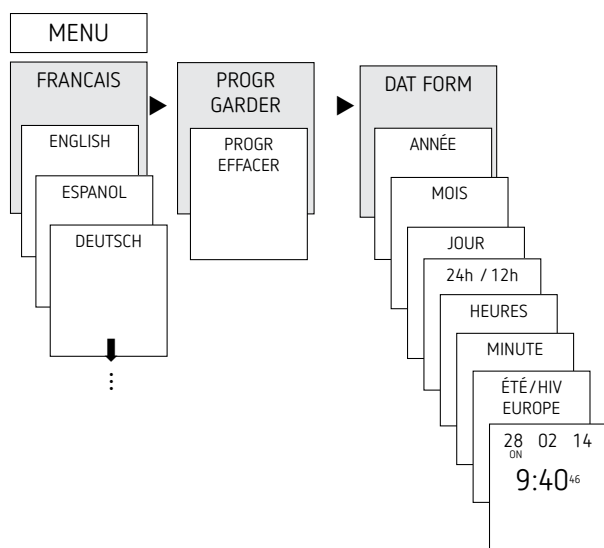 MENU
FRANCAIS
ENGLISH
ESPANOL
DEUTSCH
PROGR
GARDER
PROGR
EFFACER
DAT FORM
ANNÉE
MOIS
JOUR
24h / 12h
HEURES
MINUTE
ÉTÉ/HIV
EUROPE
28 02 14
ON
9:40 46